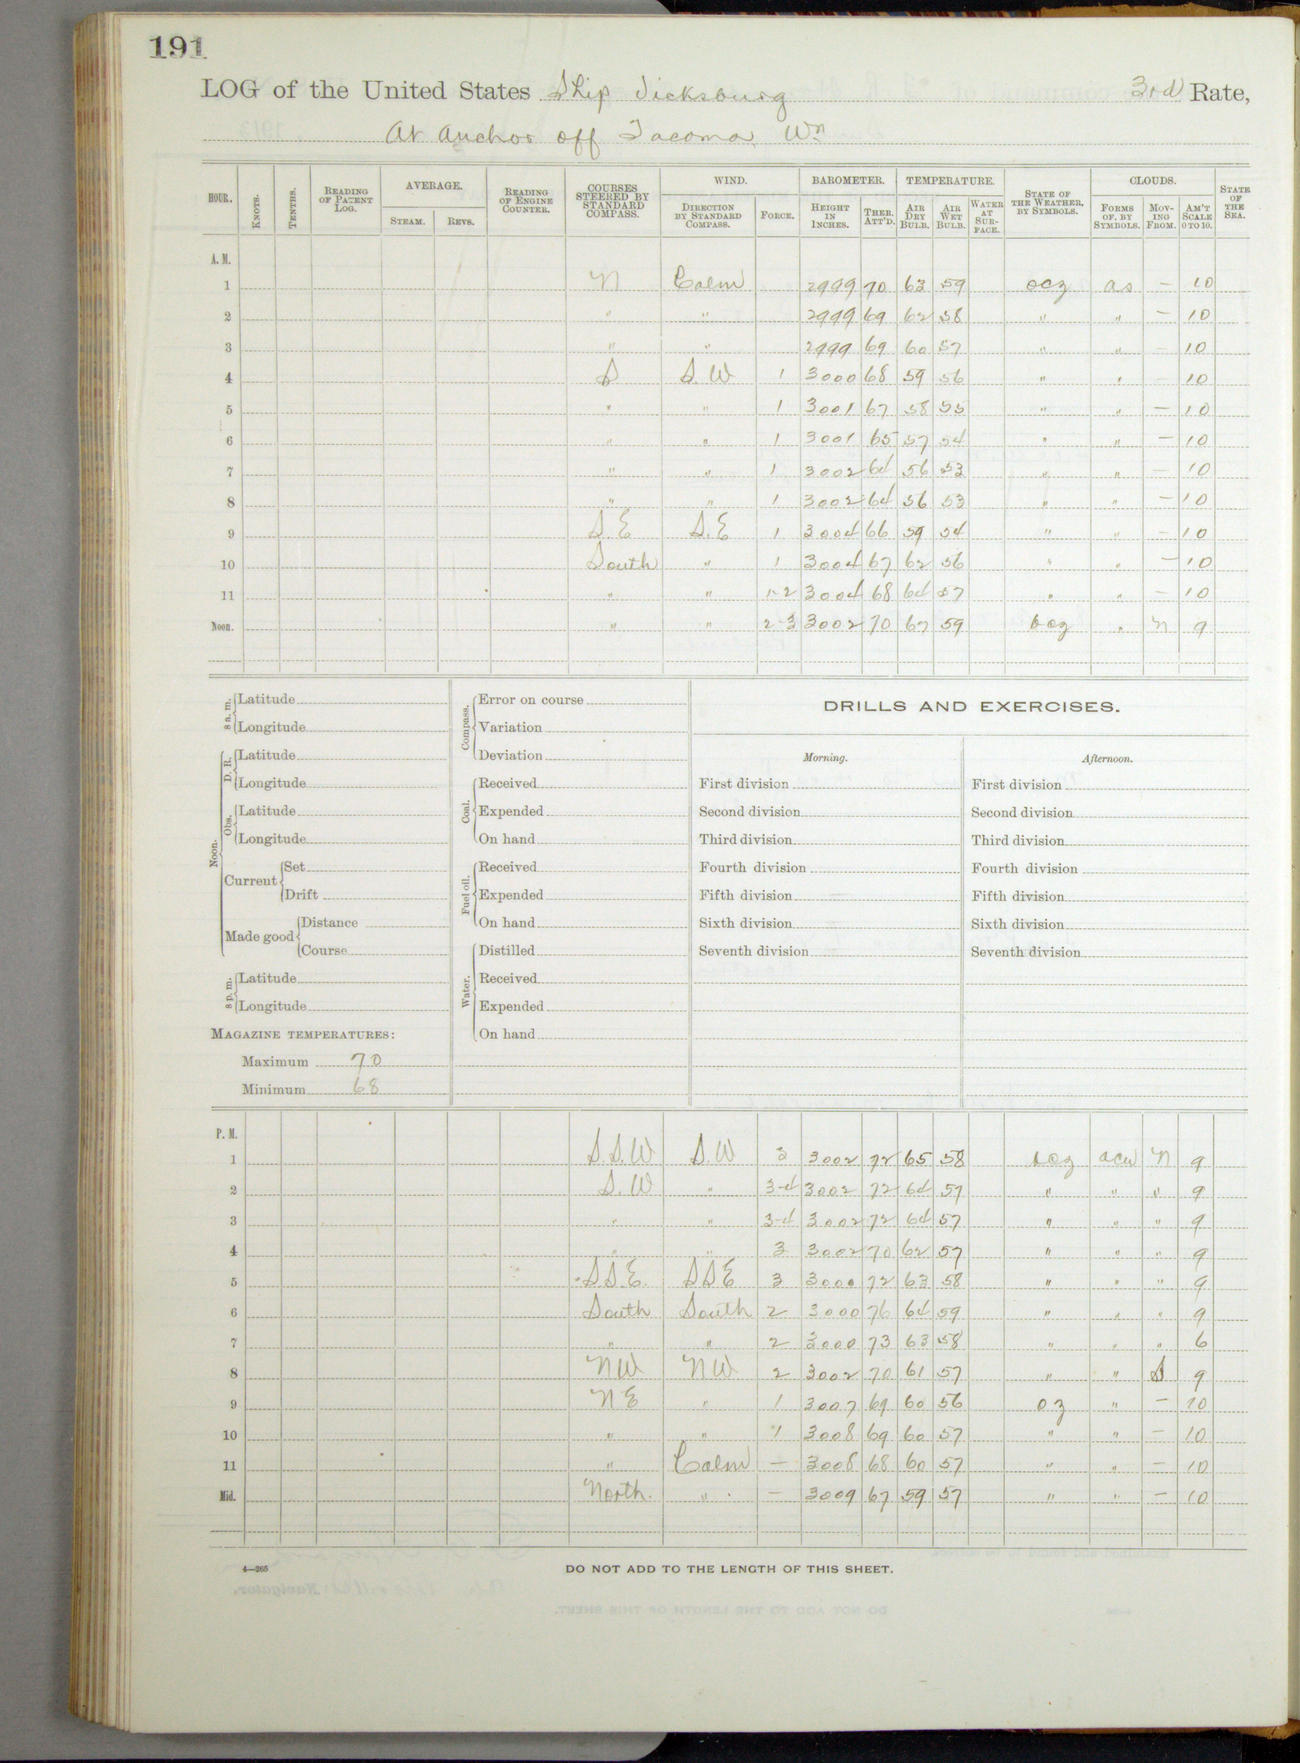 191
LOG of the United States Ship Vicksburg 3rd Rate,
At Anchor off Tacoma Wn
HOUR. KNOTS. TENTHS. READING OF PATENT LOG. AVERAGE. STEAM. REVS. READING OF ENGINE COUNTER. COURSES STEERED BY STANDARD COMPASS. WIND. DIRECTION BY STANDARD COMPASS. FORCE. BAROMETER. HEIGHT IN INCHES. THER. ATT'D. TEMPERATURE. AIR DRY BULB. AIR WET BULB. WATER AT SURFACE. STATE OF THE WEATHER, BY SYMBOLS. CLOUDS. FORMS OF, BY SYMBOLS. MOVING FROM. AM'T SCALE 0 TO 10. STATE OF THE SEA.
A. M.
1 N Calm 2999 70 63 59 ocz as — 10
2 " " 2999 69 62 58 " " — 10
3 " " 2999 69 60 57 " " — 10
4 S S.W 1 3000 68 59 56 " " — 10
5 " " 1 3001 67 58 55 " " — 10
6 " " 1 3001 65 57 54 " " — 10
7 " " 1 3002 64 56 53 " " — 10
8 " " 1 3002 64 56 53 " " — 10
9 S.E S.E 1 3004 66 59 54 " " — 10
10 South " 1 3004 67 62 56 " " — 10
11 " " 1-2 3004 68 64 57 " " — 10
Noon. " " 2-3 3002 70 67 59 bcz " N 9
8 a. m. Latitude
Longitude
Noon. D. R. Latitude
Longitude
Obs. Latitude
Longitude
Current Set
Drift
Made good Distance
Course
8 p. m. Latitude
Longitude
MAGAZINE TEMPERATURES:
Maximum 70
Minimum 68
Compass. Error on course
Variation
Deviation
Coal. Received
Expended
On hand
Fuel oil. Received
Expended
On hand
Water. Distilled
Received
Expended
On hand
DRILLS AND EXERCISES.
Morning. Afternoon.
First division First division
Second division Second division
Third division Third division
Fourth division Fourth division
Fifth division Fifth division
Sixth division Sixth division
Seventh division Seventh division
P. M.
1 S.S.W S.W 3 3002 72 65 58 bcz acu N 9
2 S.W " 3-4 3002 72 64 57 " " " 9
3 " " 3-4 3002 72 64 57 " " " 9
4 " " 3 3002 70 62 57 " " " 9
5 SSE SSE 3 3000 72 63 58 " " " 9
6 South South 2 3000 76 64 59 " " " 9
7 " " 2 3000 73 63 58 " " " 6
8 NW NW 2 3002 70 61 57 " " S 9
9 NE " 1 3007 69 60 56 oz " — 10
10 " " 1 3008 69 60 57 " " — 10
11 " Calm — 3008 68 60 57 " " — 10
Mid. North. " — 3009 67 59 57 " " — 10
4—265 DO NOT ADD TO THE LENGTH OF THIS SHEET.